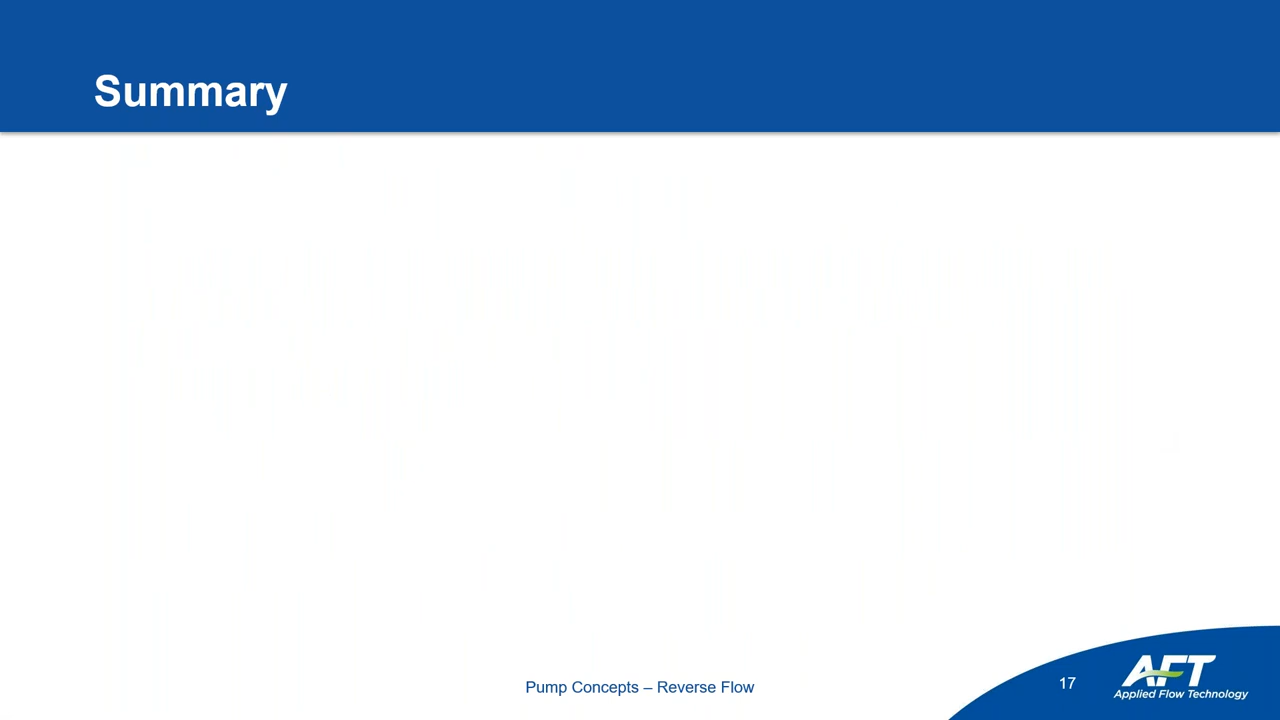 Summary
Pump Concepts – Reverse Flow
17
AFT
Applied Flow Technology